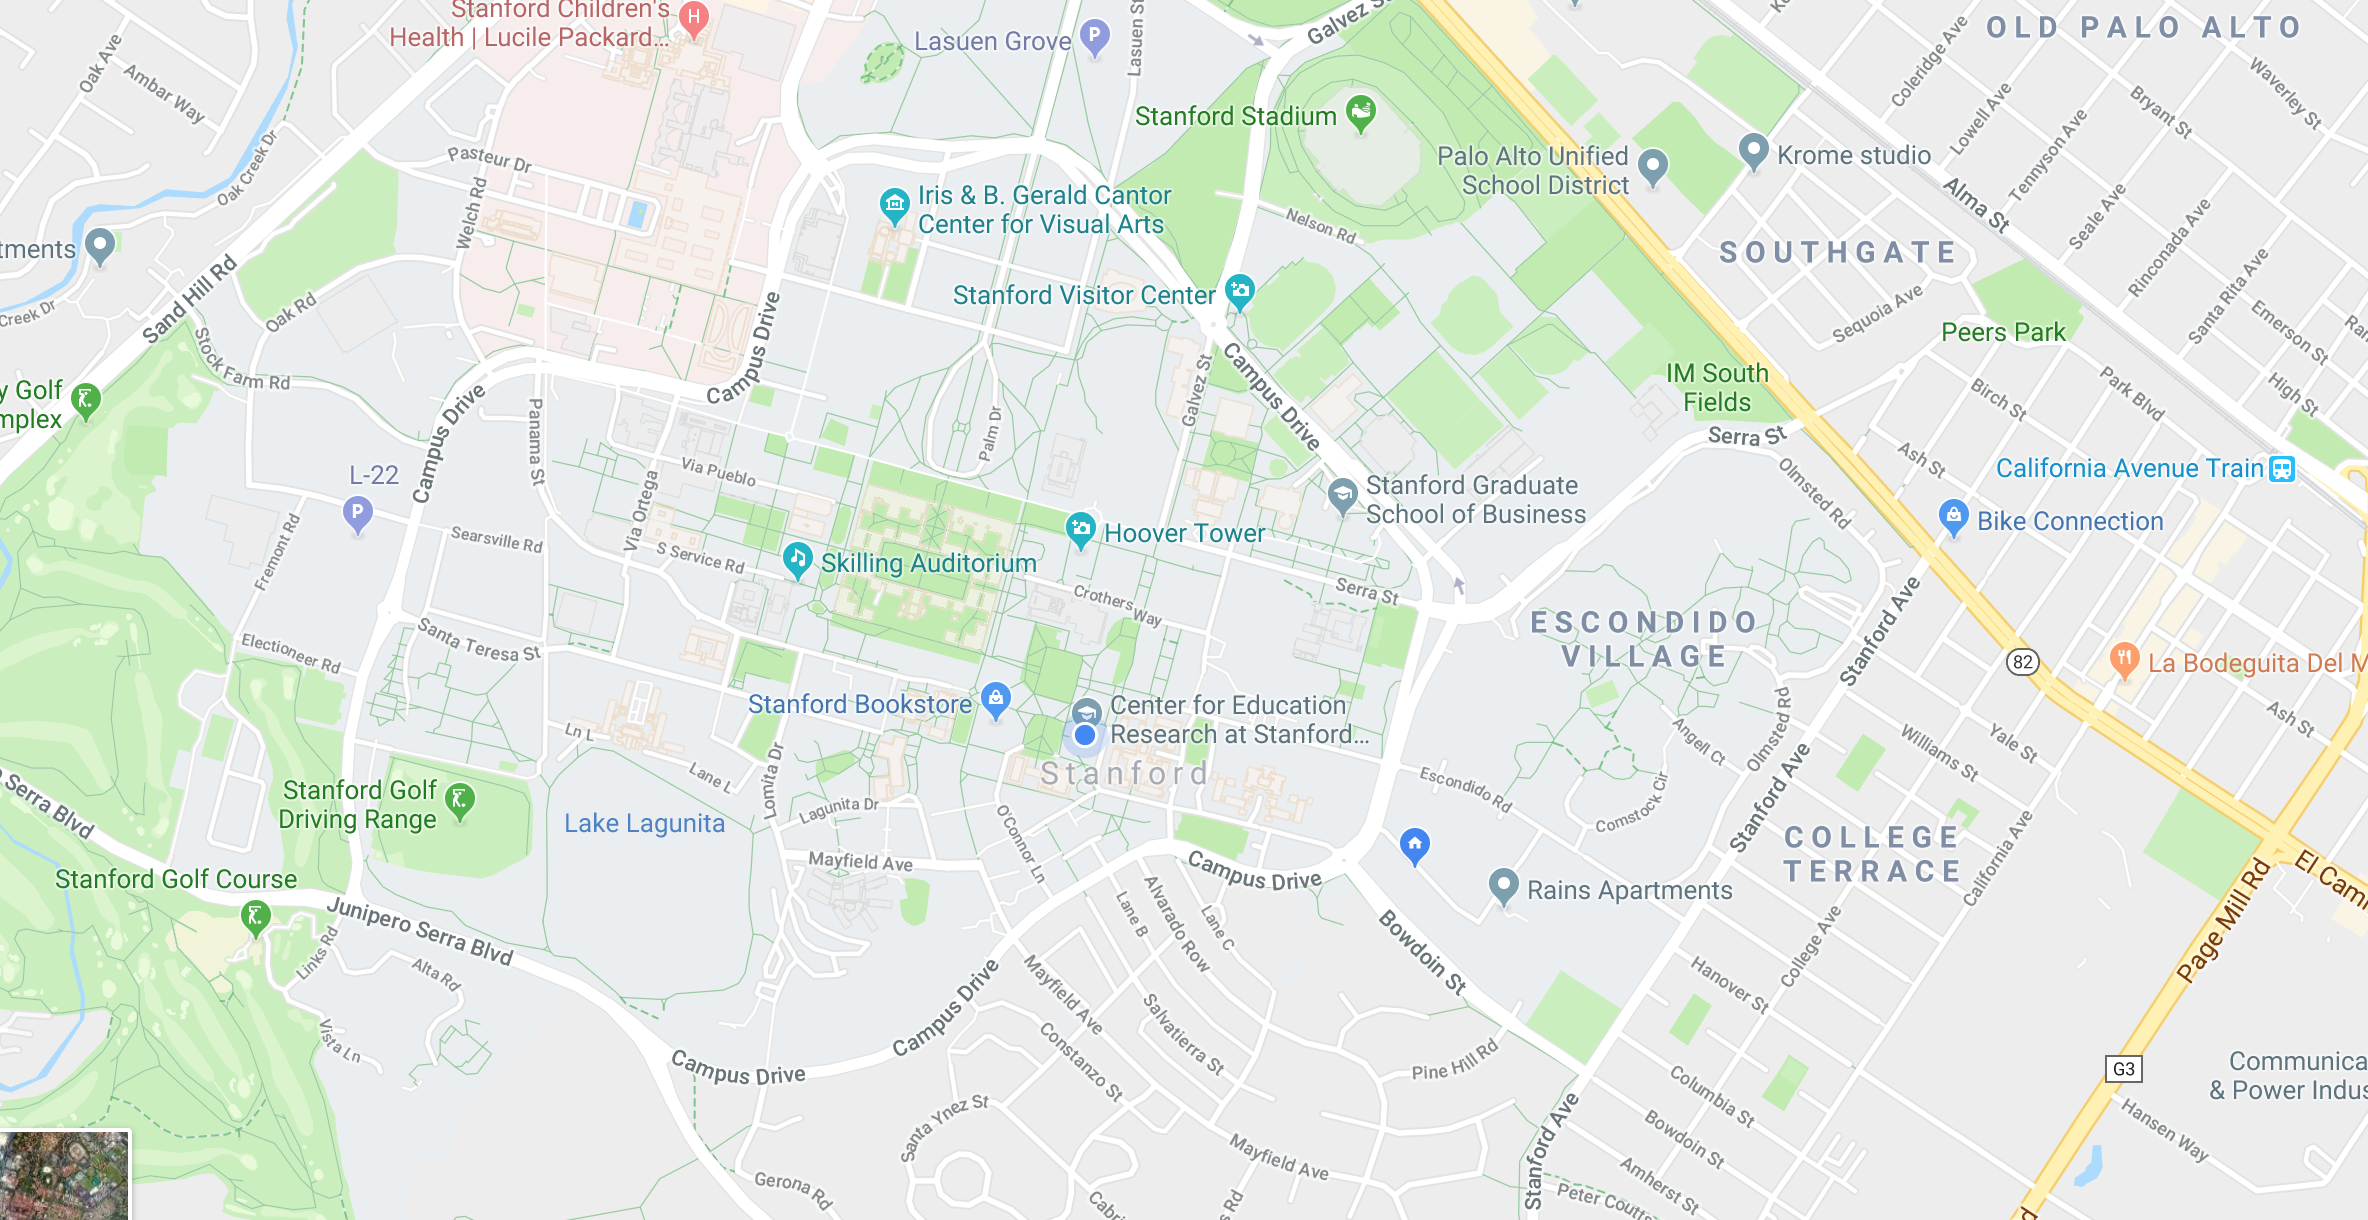 Stanford Children's
Health | Lucile Packard...
Lasuen Grove
Lasuen St
Galvez St
OLD PALO ALTO
Oak Ave
Ambar Way
Coleridge Ave
Waverley St
Lowell Ave
Bryant St
Tennyson Ave
Stanford Stadium
Palo Alto Unified
School District
Krome studio
Oak Creek Dr
Pasteur Dr
Welch Rd
Iris & B. Gerald Cantor
Center for Visual Arts
Nelson Rd
Alma St
Seale Ave
Rinconada Ave
Santa Rita Ave
SOUTHGATE
tments
Creek Dr
Sand Hill Rd
Oak Rd
Stanford Visitor Center
Sequoia Ave
Peers Park
Emerson St
Stock Farm Rd
Campus Drive
Campus Drive
Campus Drive
Galvez St
IM South
Fields
Birch St
Park Blvd
High St
y Golf
mplex
Panama St
Palm Dr
Serra St
Ash St
California Avenue Train
L-22
Via Pueblo
Via Ortega
Stanford Graduate
School of Business
Olmsted Rd
Bike Connection
Fremont Rd
Searsville Rd
S Service Rd
Skilling Auditorium
Hoover Tower
Crothers Way
Serra St
ESCONDIDO
VILLAGE
Stanford Ave
82
La Bodeguita Del M
Electioneer Rd
Santa Teresa St
Stanford Bookstore
Center for Education
Research at Stanford...
Stanford
Ln L
Lane L
Lomita Dr
Angell Ct
Olmsted Rd
Williams St
Yale St
Ash St
Stanford Golf
Driving Range
Lake Lagunita
Lagunita Dr
O'Connor Ln
Escondido Rd
Comstock Cir
Stanford Ave
COLLEGE
TERRACE
California Ave
o Serra Blvd
Stanford Golf Course
Mayfield Ave
Campus Drive
Rains Apartments
El Cami
Page Mill Rd
Junipero Serra Blvd
Links Rd
Alta Rd
Lane B
Alvarado Row
Lane C
Bowdoin St
College Ave
Hanover St
Vista Ln
Campus Drive
Mayfield Ave
Salvatierra St
Constanzo St
Pine Hill Rd
Campus Drive
Columbia St
G3
Communica
& Power Indus
Santa Ynez St
Stanford Ave
Bowdoin St
Hansen Way
Mayfield Ave
Gerona Rd
Amherst St
Peter Coutts
Cabri
s Rd